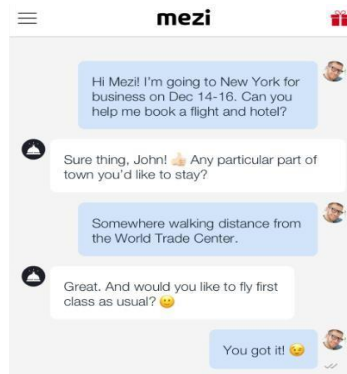 mezi
Hi Mezi! I'm going to New York for
business on Dec 14-16. Can you
help me book a flight and hotel?
Sure thing, John! 👍🏻 Any particular part of
town you'd like to stay?
Somewhere walking distance from
the World Trade Center.
Great. And would you like to fly first
class as usual? 🙂
You got it! 😉